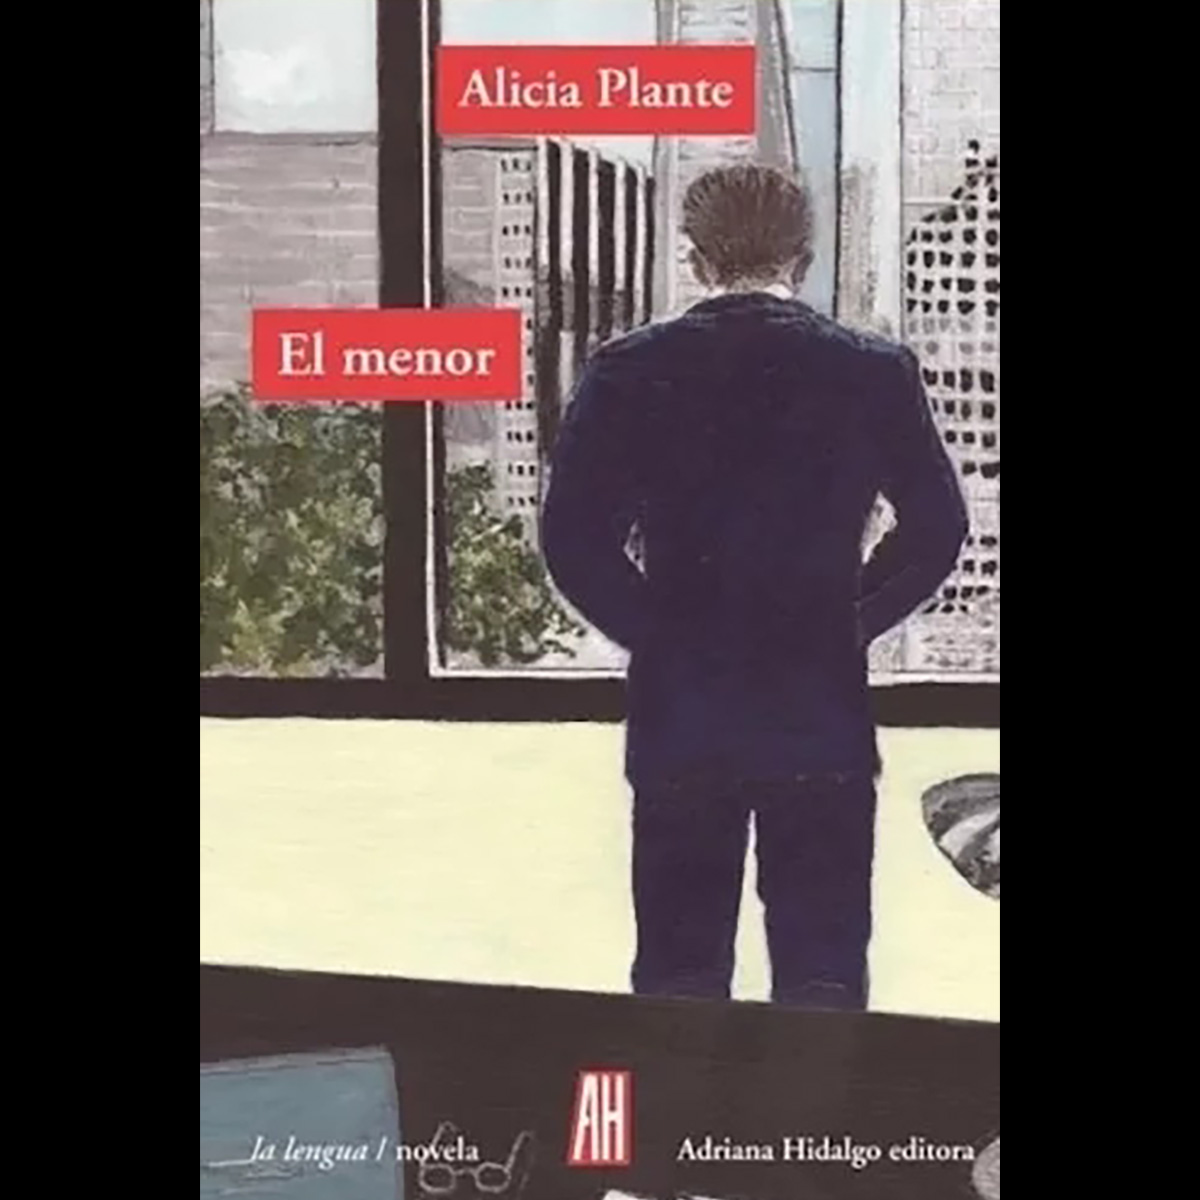 Alicia Plante
El menor
AH
la lengua / novela
Adriana Hidalgo editora